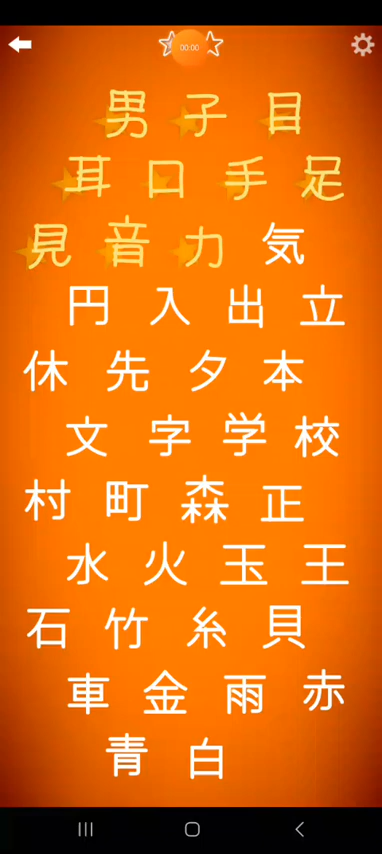 00:00
男 子 目
耳 口 手 足
見 音 力 気
円 入 出 立
休 先 夕 本
文 字 学 校
村 町 森 正
水 火 玉 王
石 竹 糸 貝
車 金 雨 赤
青 白